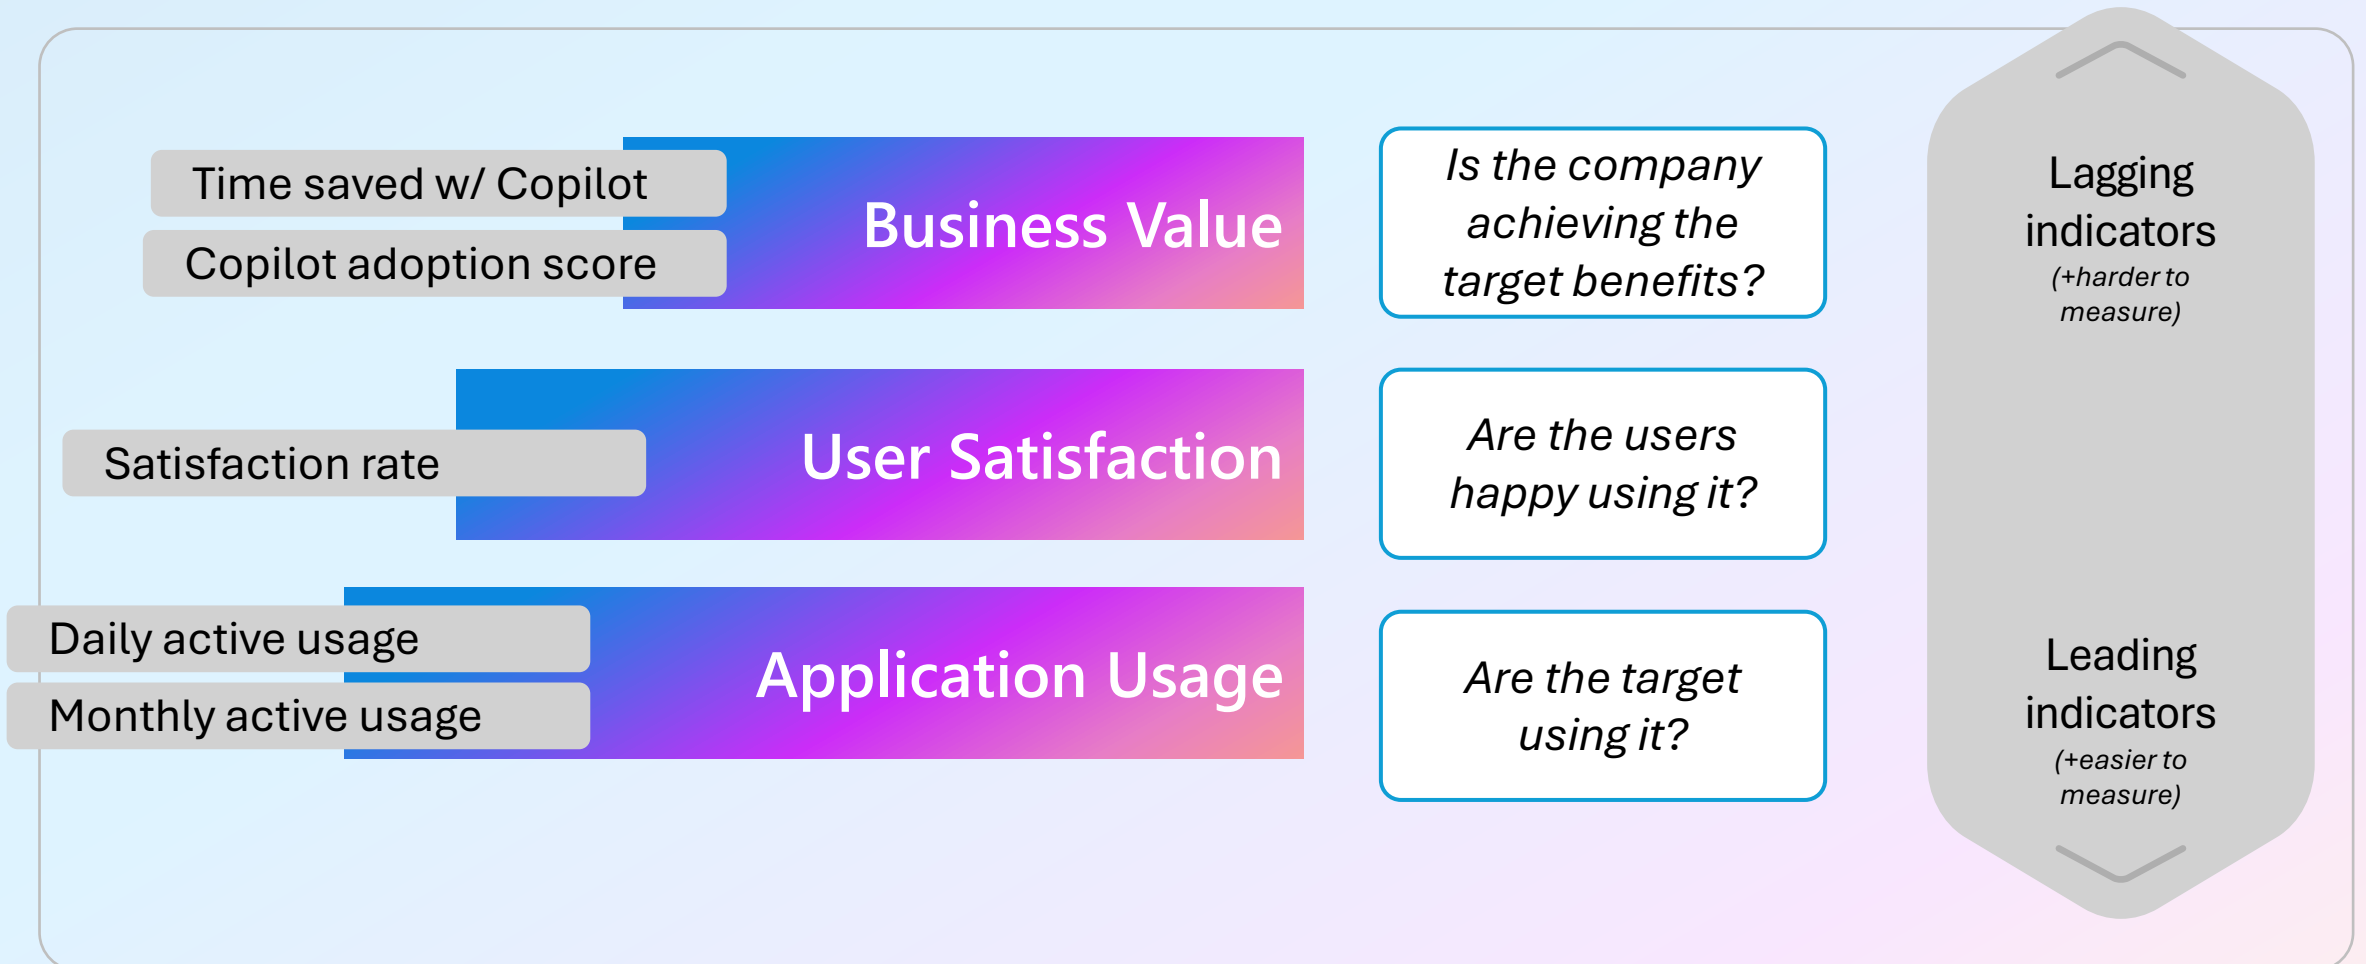 Time saved w/ Copilot
Copilot adoption score
Business Value
Is the company
achieving the
target benefits?
Lagging
indicators
(+harder to
measure)
Satisfaction rate
User Satisfaction
Are the users
happy using it?
Daily active usage
Monthly active usage
Application Usage
Are the target
using it?
Leading
indicators
(+easier to
measure)